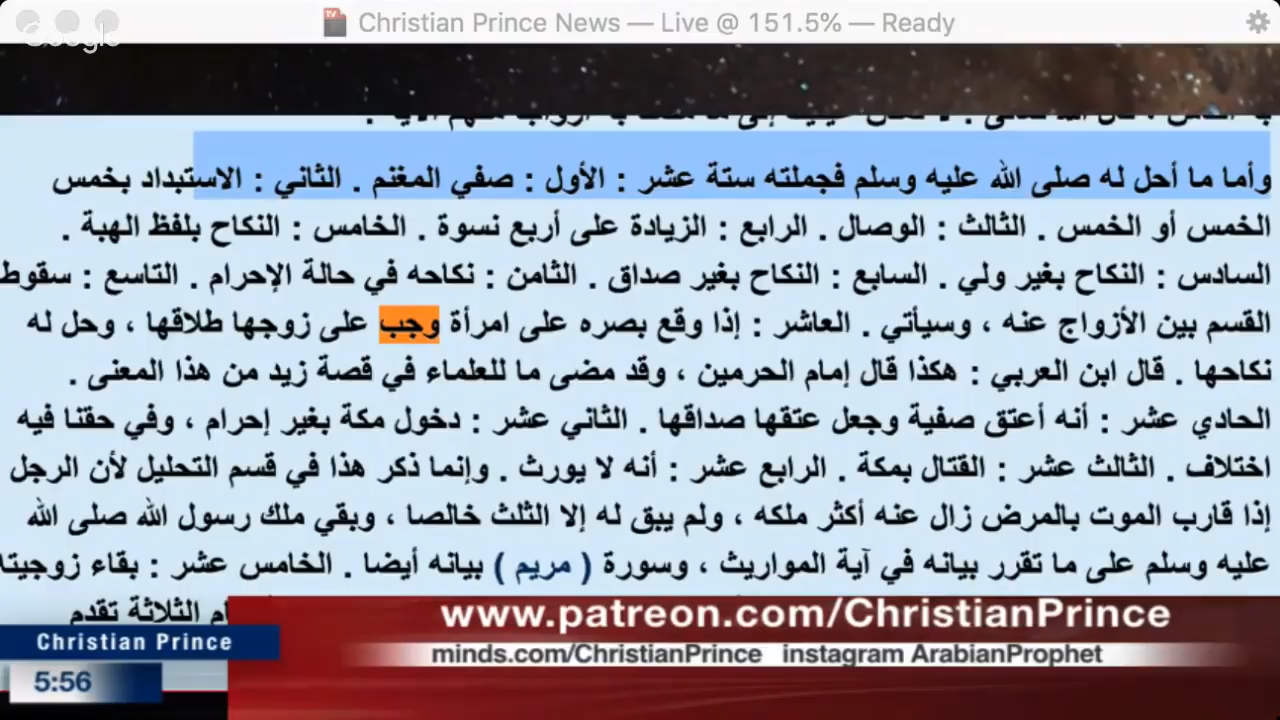 Christian Prince News — Live @ 151.5% — Ready
Google
وأما ما أحل له صلى الله عليه وسلم فجملته ستة عشر : الأول : صفي المغنم . الثاني : الاستبداد بخمس
الخمس أو الخمس . الثالث : الوصال . الرابع : الزيادة على أربع نسوة . الخامس : النكاح بلفظ الهبة .
السادس : النكاح بغير ولي . السابع : النكاح بغير صداق . الثامن : نكاحه في حالة الإحرام . التاسع : سقوط
القسم بين الأزواج عنه ، وسيأتي . العاشر : إذا وقع بصره على امرأة وجب على زوجها طلاقها ، وحل له
نكاحها . قال ابن العربي : هكذا قال إمام الحرمين ، وقد مضى ما للعلماء في قصة زيد من هذا المعنى .
الحادي عشر : أنه أعتق صفية وجعل عتقها صداقها . الثاني عشر : دخول مكة بغير إحرام ، وفي حقنا فيه
اختلاف . الثالث عشر : القتال بمكة . الرابع عشر : أنه لا يورث . وإنما ذكر هذا في قسم التحليل لأن الرجل
إذا قارب الموت بالمرض زال عنه أكثر ملكه ، ولم يبق له إلا الثلث خالصا ، وبقي ملك رسول الله صلى الله
عليه وسلم على ما تقرر بيانه في آية المواريث ، وسورة ( مريم ) بيانه أيضا . الخامس عشر : بقاء زوجيته
الثلاثة تقدم
www.patreon.com/ChristianPrince
Christian Prince
minds.com/ChristianPrince instagram ArabianProphet
5:56